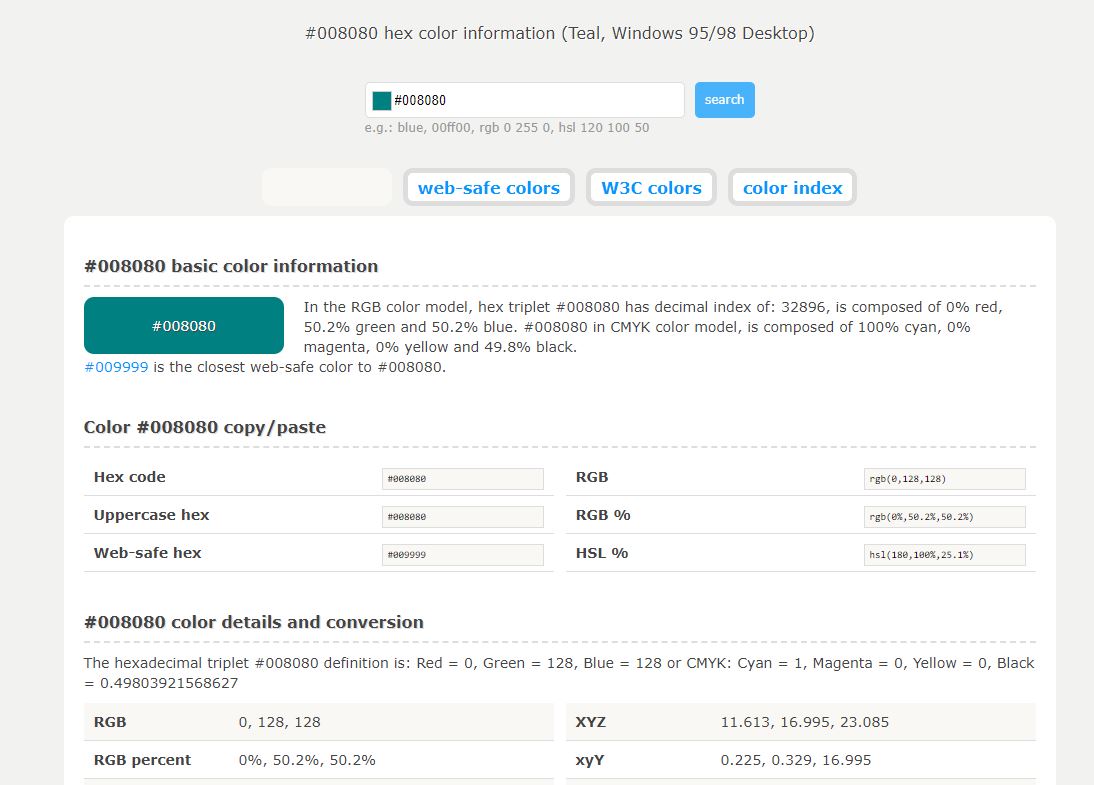 #008080 hex color information (Teal, Windows 95/98 Desktop)
#008080
search
e.g.: blue, 00ff00, rgb 0 255 0, hsl 120 100 50
web-safe colors
W3C colors
color index
#008080 basic color information
#008080
In the RGB color model, hex triplet #008080 has decimal index of: 32896, is composed of 0% red,
50.2% green and 50.2% blue. #008080 in CMYK color model, is composed of 100% cyan, 0%
magenta, 0% yellow and 49.8% black.
#009999 is the closest web-safe color to #008080.
Color #008080 copy/paste
Hex code #008080 RGB rgb(0,128,128)
Uppercase hex #008080 RGB % rgb(0%,50.2%,50.2%)
Web-safe hex #009999 HSL % hsl(180,100%,25.1%)
#008080 color details and conversion
The hexadecimal triplet #008080 definition is: Red = 0, Green = 128, Blue = 128 or CMYK: Cyan = 1, Magenta = 0, Yellow = 0, Black
= 0.49803921568627
RGB 0, 128, 128 XYZ 11.613, 16.995, 23.085
RGB percent 0%, 50.2%, 50.2% xyY 0.225, 0.329, 16.995